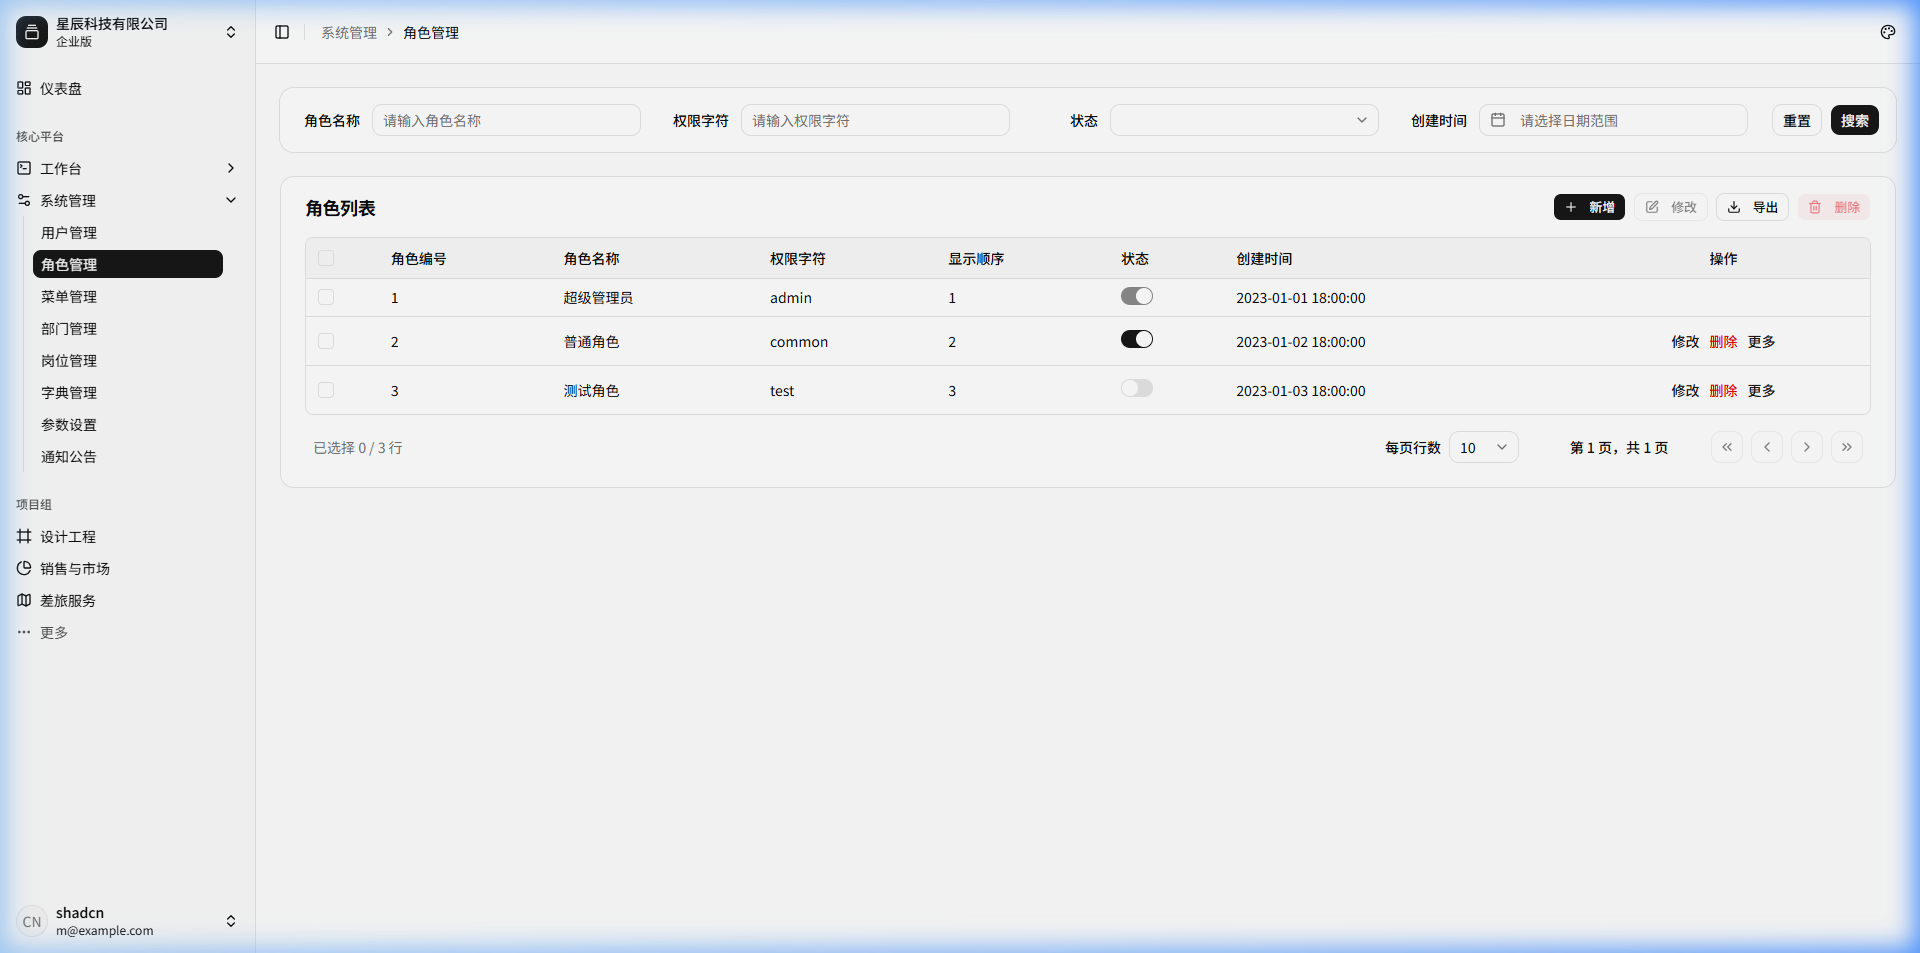 星辰科技有限公司
企业版
仪表盘
核心平台
工作台
系统管理
用户管理
角色管理
菜单管理
部门管理
岗位管理
字典管理
参数设置
通知公告
项目组
设计工程
销售与市场
差旅服务
更多
CN
shadcn
m@example.com
系统管理 角色管理
角色名称 请输入角色名称 权限字符 请输入权限字符 状态 创建时间 请选择日期范围 重置 搜索
角色列表 新增 修改 导出 删除
角色编号 角色名称 权限字符 显示顺序 状态 创建时间 操作
1 超级管理员 admin 1 2023-01-01 18:00:00
2 普通角色 common 2 2023-01-02 18:00:00 修改 删除 更多
3 测试角色 test 3 2023-01-03 18:00:00 修改 删除 更多
已选择 0 / 3 行 每页行数 10 第 1 页，共 1 页